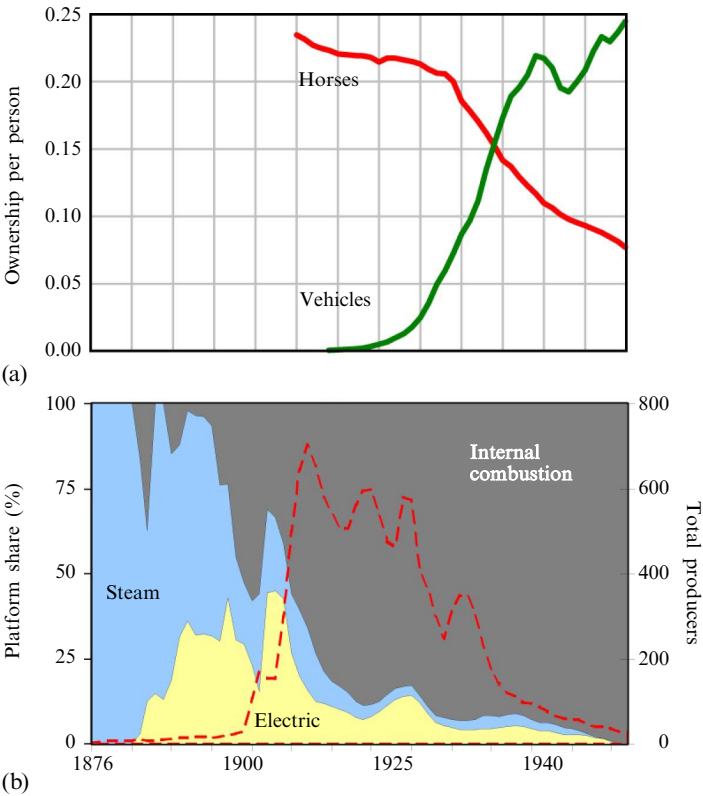 0.25
0.20
0.15
0.10
0.05
0.00
Ownership per person
Horses
Vehicles
(a)
100
75
50
25
0
Platform share (%)
800
600
400
200
0
Total producers
Internal
combustion
Steam
Electric
1876
1900
1925
1940
(b)